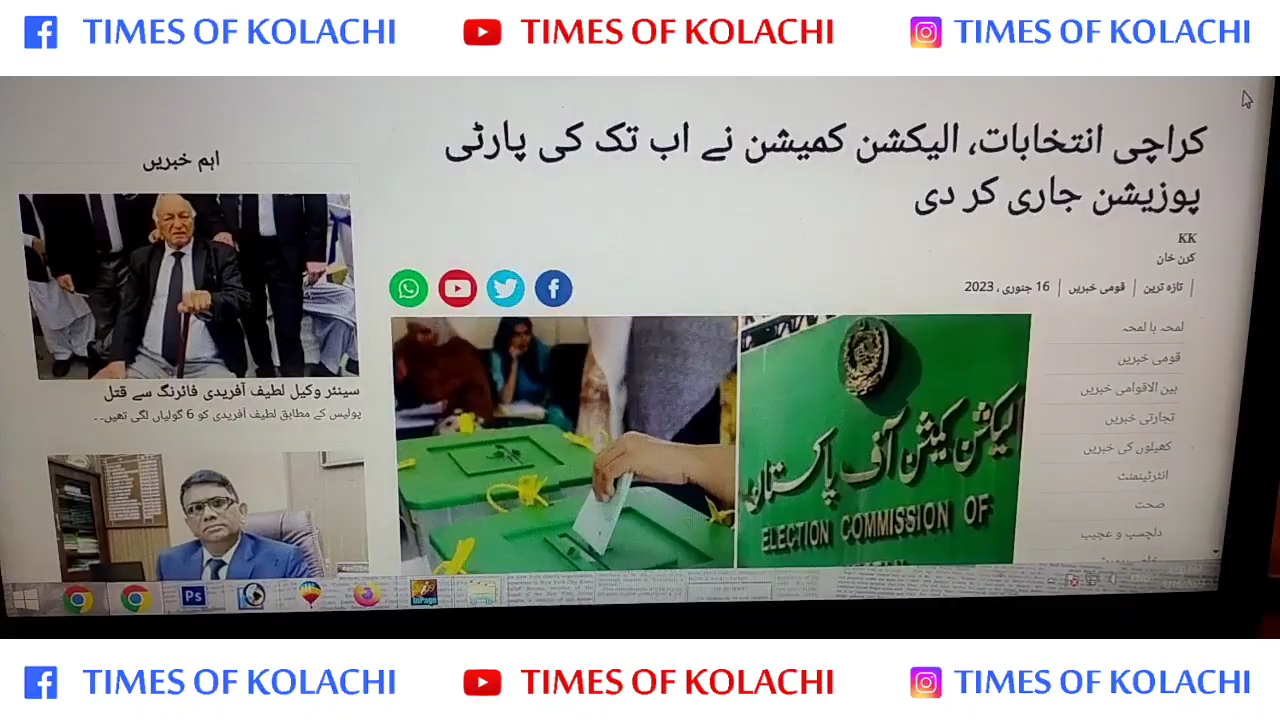 TIMES OF KOLACHI TIMES OF KOLACHI TIMES OF KOLACHI
کراچی انتخابات، الیکشن کمیشن نے اب تک کی پارٹی
پوزیشن جاری کر دی
KK
کرن خان
تازہ ترین | قومی خبریں | 16 جنوری ، 2023
لمحہ با لمحہ
قومی خبریں
بین الاقوامی خبریں
تجارتی خبریں
کھیلوں کی خبریں
انٹرٹینمنٹ
صحت
دلچسپ و عجیب
الیکشن کمیشن آف پاکستان
ELECTION COMMISSION OF
اہم خبریں
سینئر وکیل لطیف آفریدی فائرنگ سے قتل
پولیس کے مطابق لطیف آفریدی کو 6 گولیاں لگی تھیں۔۔
Ps
InPage
TIMES OF KOLACHI TIMES OF KOLACHI TIMES OF KOLACHI